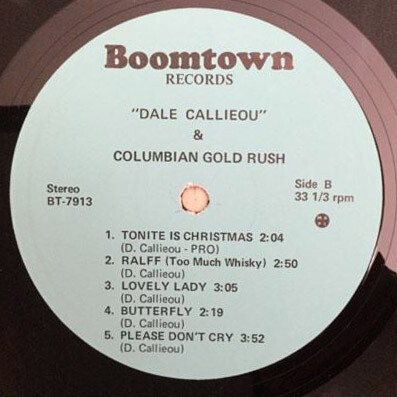 Boomtown
RECORDS
"DALE CALLIEOU"
&
COLUMBIAN GOLD RUSH
Stereo
BT-7913
Side B
33 1/3 rpm
1. TONITE IS CHRISTMAS 2:04
(D. Callieou - PRO)
2. RALFF (Too Much Whisky) 2:50
(D. Callieou)
3. LOVELY LADY 3:05
(D. Callieou)
4. BUTTERFLY 2:19
(D. Callieou)
5. PLEASE DON'T CRY 3:52
(D. Callieou)